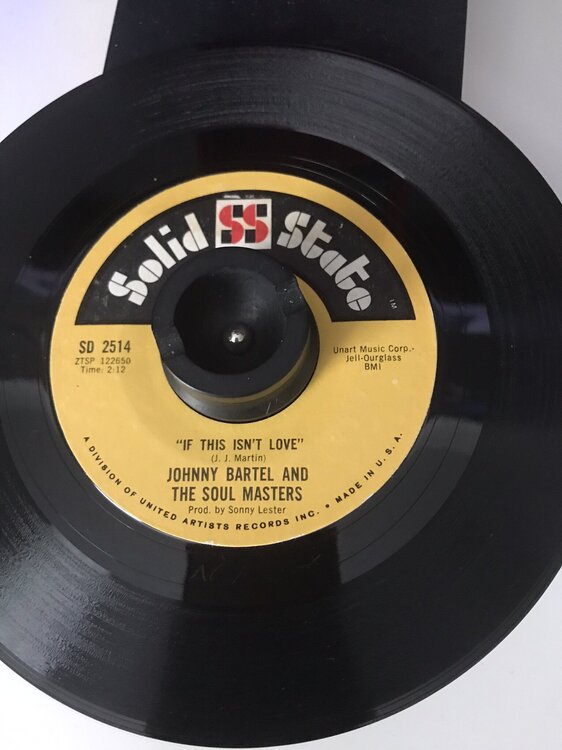 Solid SS State
TM
SD 2514
ZTSP 122650
Time: 2:12
Unart Music Corp.-
Jell-Ourglass
BMI
"IF THIS ISN'T LOVE"
(J. J. Martin)
JOHNNY BARTEL AND
THE SOUL MASTERS
Prod. by Sonny Lester
A DIVISION OF UNITED ARTISTS RECORDS INC. • MADE IN U.S.A.